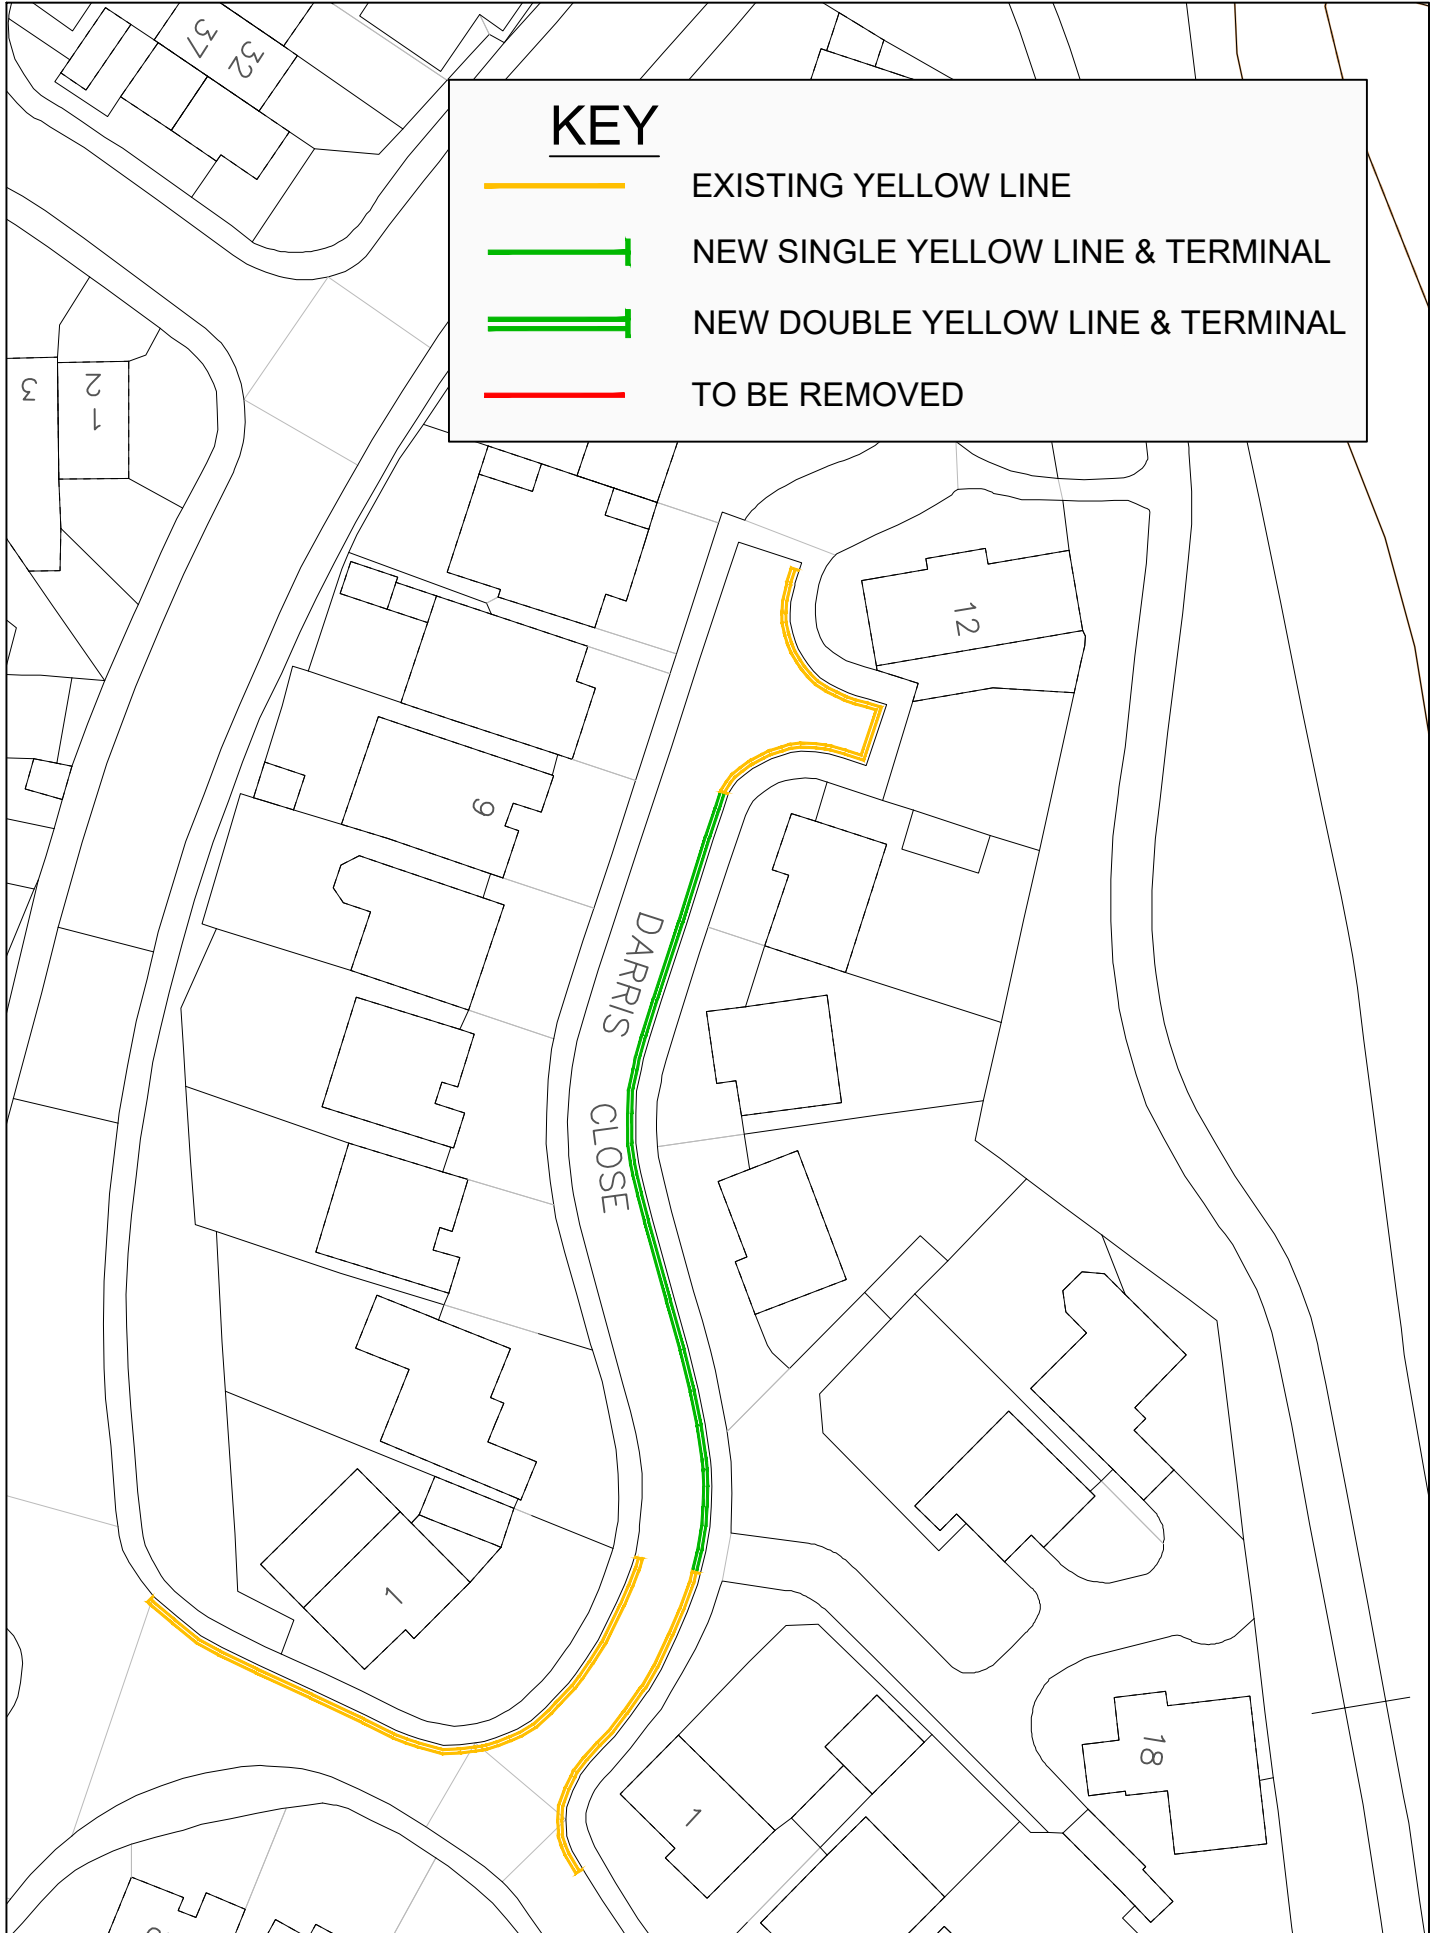 37
32
KEY
EXISTING YELLOW LINE
NEW SINGLE YELLOW LINE & TERMINAL
NEW DOUBLE YELLOW LINE & TERMINAL
TO BE REMOVED
3
2
1
12
9
DARRIS
CLOSE
1
1
18